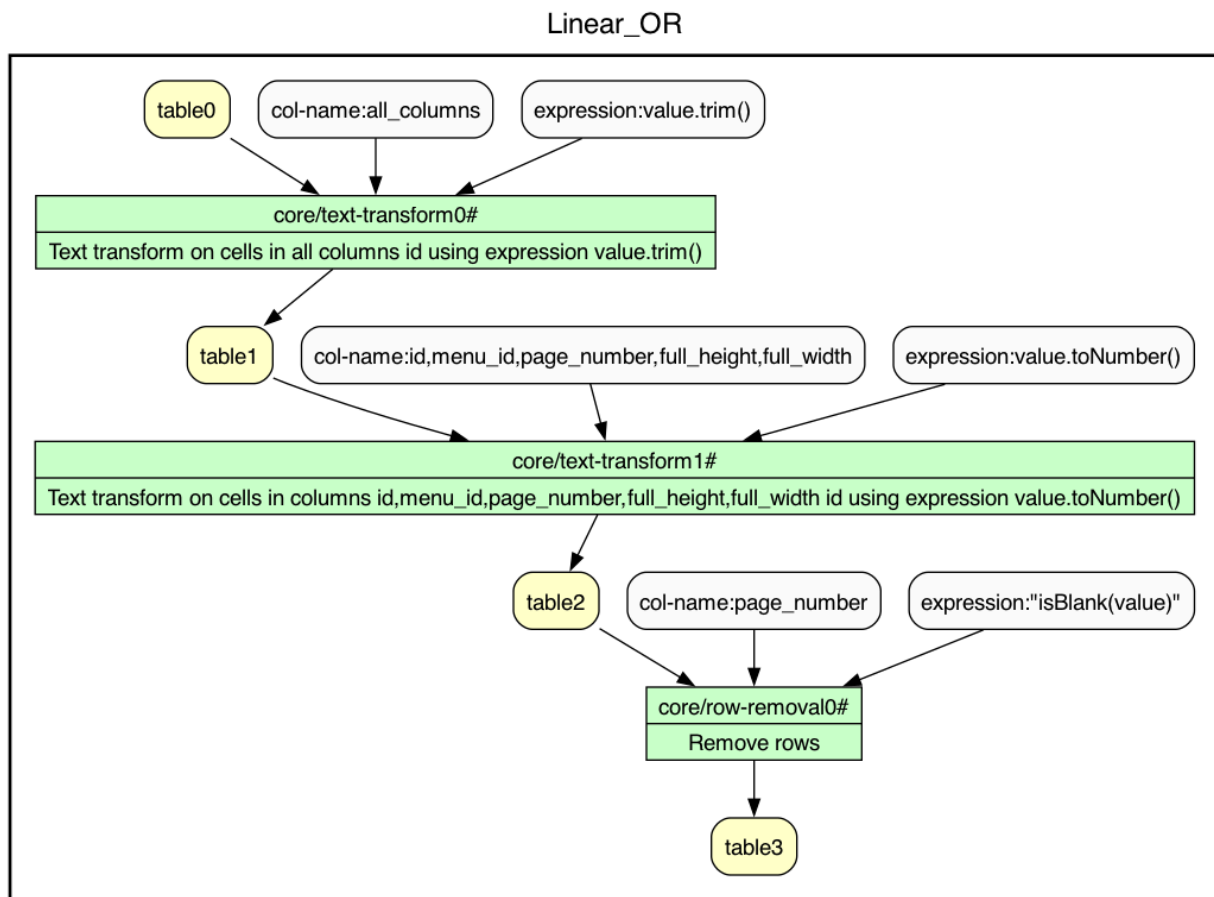 Linear_OR
table0
col-name:all_columns
expression:value.trim()
core/text-transform0#
Text transform on cells in all columns id using expression value.trim()
table1
col-name:id,menu_id,page_number,full_height,full_width
expression:value.toNumber()
core/text-transform1#
Text transform on cells in columns id,menu_id,page_number,full_height,full_width id using expression value.toNumber()
table2
col-name:page_number
expression:"isBlank(value)"
core/row-removal0#
Remove rows
table3